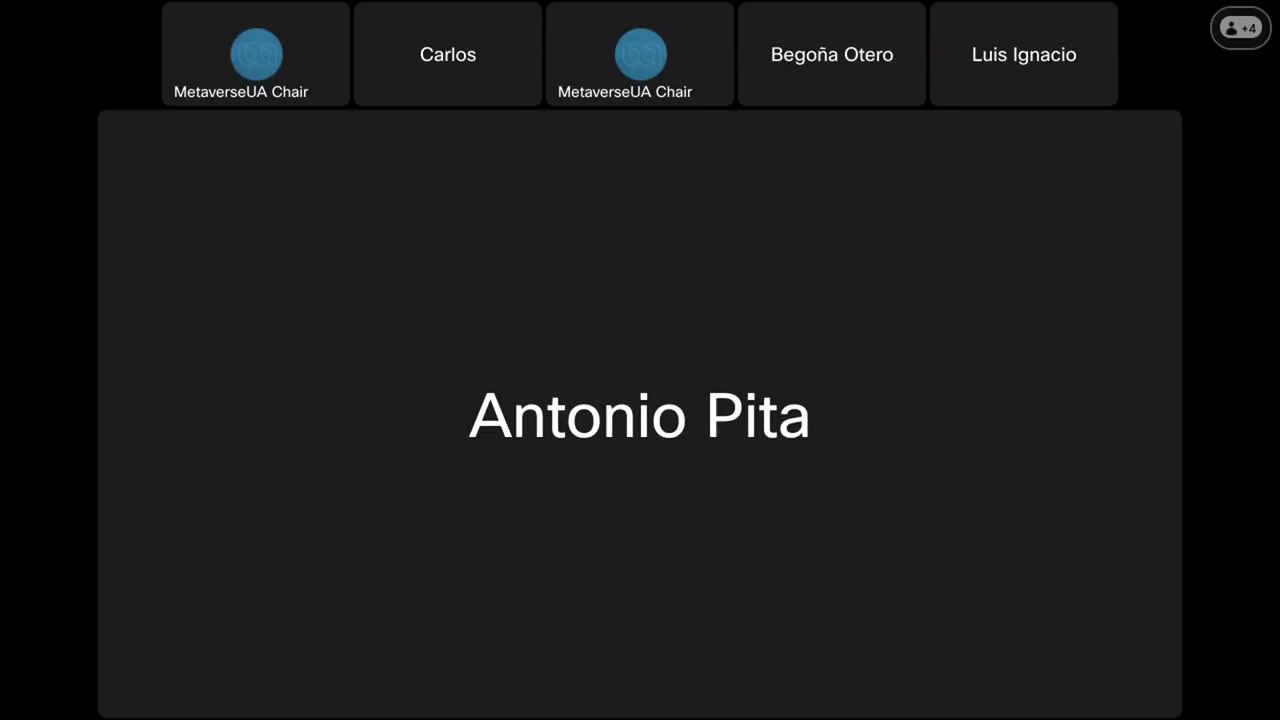 MetaverseUA Chair
Carlos
MetaverseUA Chair
Begoña Otero
Luis Ignacio
+4
Antonio Pita